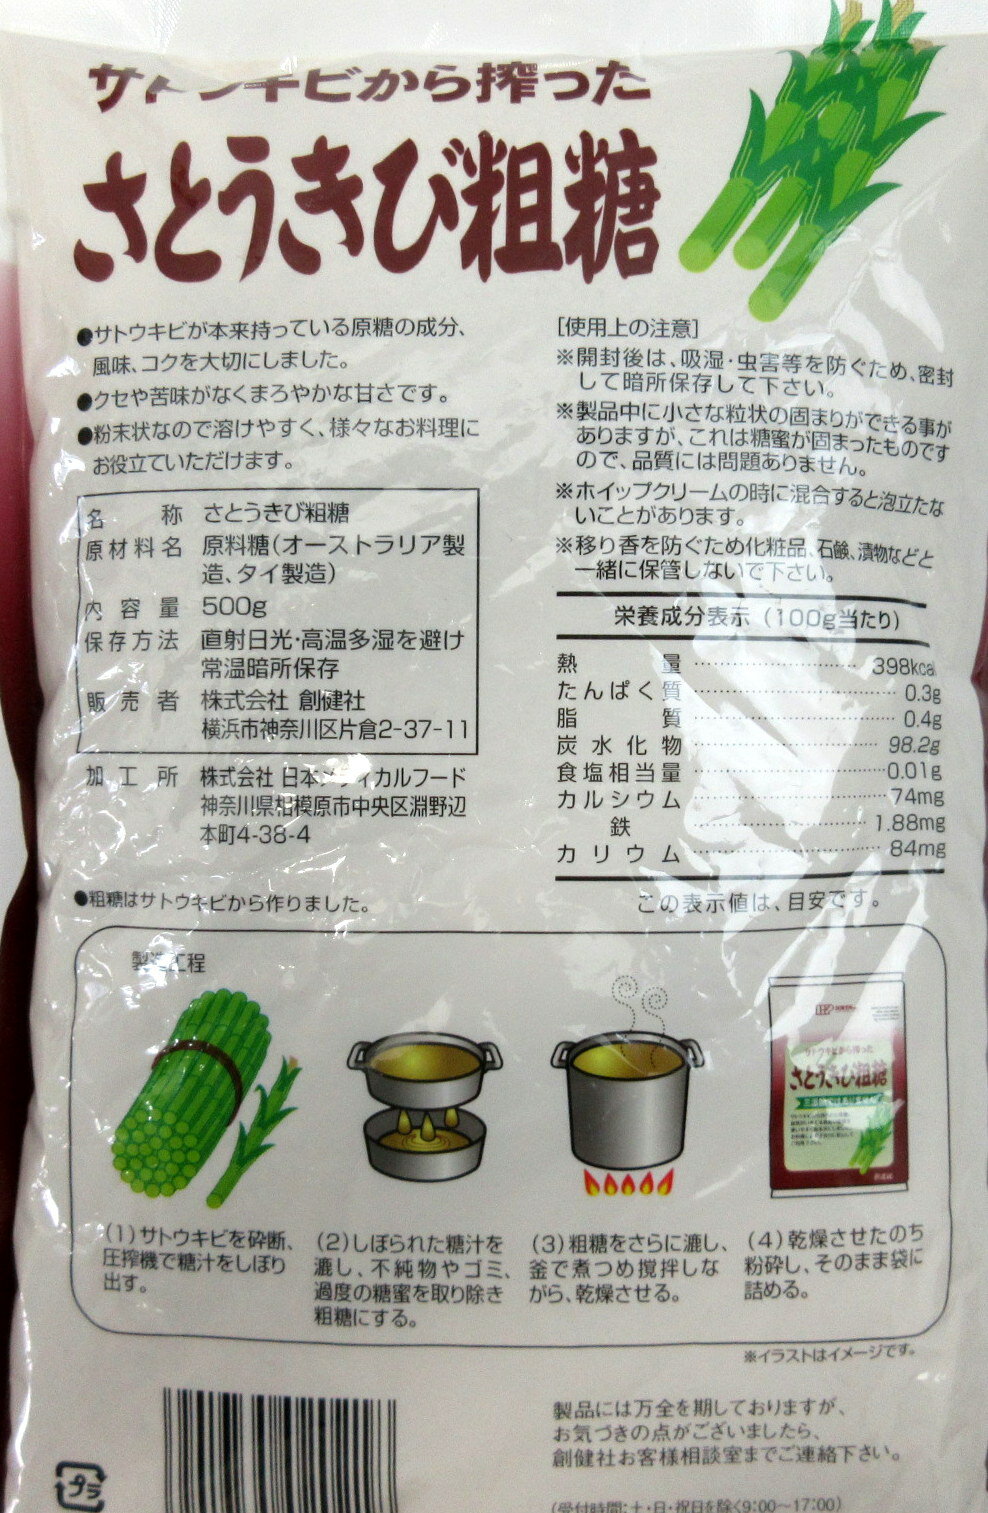 サトウキビから搾った
さとうきび粗糖
●サトウキビが本来持っている原糖の成分、
風味、コクを大切にしました。
●クセや苦味がなくまろやかな甘さです。
●粉末状なので溶けやすく、様々なお料理に
お役立ていただけます。
名称 さとうきび粗糖
原材料名 原料糖(オーストラリア製
造、タイ製造)
内容量 500g
保存方法 直射日光・高温多湿を避け
常温暗所保存
販売者 株式会社 創健社
横浜市神奈川区片倉2-37-11
加工所 株式会社 日本メディカルフード
神奈川県相模原市中央区淵野辺
本町4-38-4
●粗糖はサトウキビから作りました。
[使用上の注意]
※開封後は、吸湿・虫害等を防ぐため、密封
して暗所保存して下さい。
※製品中に小さな粒状の固まりができる事が
ありますが、これは糖蜜が固まったものです
ので、品質には問題ありません。
※ホイップクリームの時に混合すると泡立たな
いことがあります。
※移り香を防ぐため化粧品、石鹸、漬物などと
一緒に保管しないで下さい。
栄養成分表示(100g当たり)
熱量 398kcal
たんぱく質 0.3g
脂質 0.4g
炭水化物 98.2g
食塩相当量 0.01g
カルシウム 74mg
鉄 1.88mg
カリウム 84mg
この表示値は、目安です。
製造工程
サトウキビから搾った
さとうきび粗糖
(1)サトウキビを砕断、
圧搾機で糖汁をしぼり
出す。
(2)しぼられた糖汁を
漉し、不純物やゴミ、
過度の糖蜜を取り除き
粗糖にする。
(3)粗糖をさらに漉し、
釜で煮つめ撹拌しな
がら、乾燥させる。
(4)乾燥させたのち
粉砕し、そのまま袋に
詰める。
※イラストはイメージです。
製品には万全を期しておりますが、
お気づきの点がございましたら、
創健社お客様相談室までご連絡下さい。
(受付時間:土・日・祝日を除く9:00～17:00)
プラ